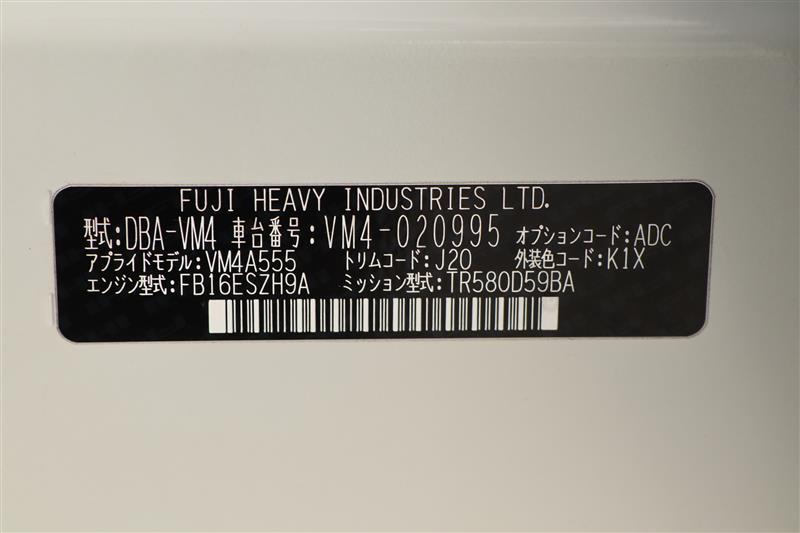 FUJI HEAVY INDUSTRIES LTD.
型式:DBA-VM4 車台番号:VM4-020995 オプションコード:ADC
アプライドモデル:VM4A555 トリムコード:J20 外装色コード:K1X
エンジン型式:FB16ESZH9A ミッション型式:TR580D59BA